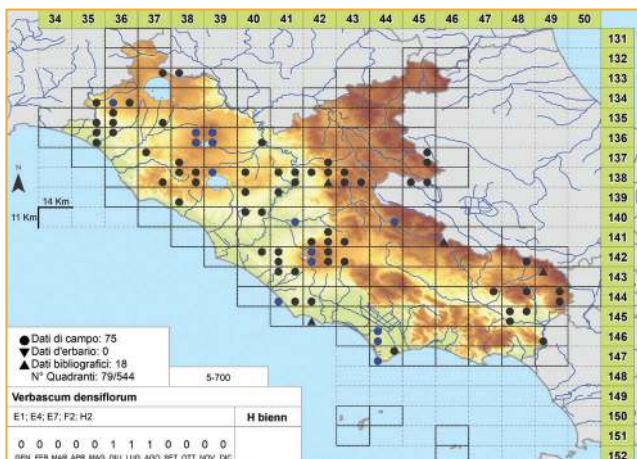 34 35 36 37 38 39 40 41 42 43 44 45 46 47 48 49 50
131
132
133
134
135
136
137
138
139
140
141
142
143
144
145
146
147
148
149
150
151
152
N
14 Km
11 Km
Dati di campo: 75
Dati d'erbario: 0
Dati bibliografici: 18
N° Quadranti: 79/544
5-700
Verbascum densiflorum
E1; E4; E7; F2; H2
H bienn
0 0 0 0 0 1 1 1 0 0 0 0
GEN FEB MAR APR MAG GIU LUG AGO SET OTT NOV DIC